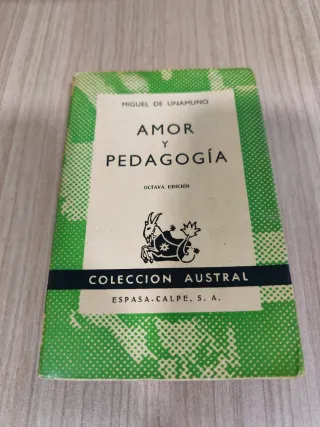 MIGUEL DE UNAMUNO
AMOR
Y
PEDAGOGÍA
OCTAVA EDICIÓN
COLECCION AUSTRAL
ESPASA-CALPE, S. A.